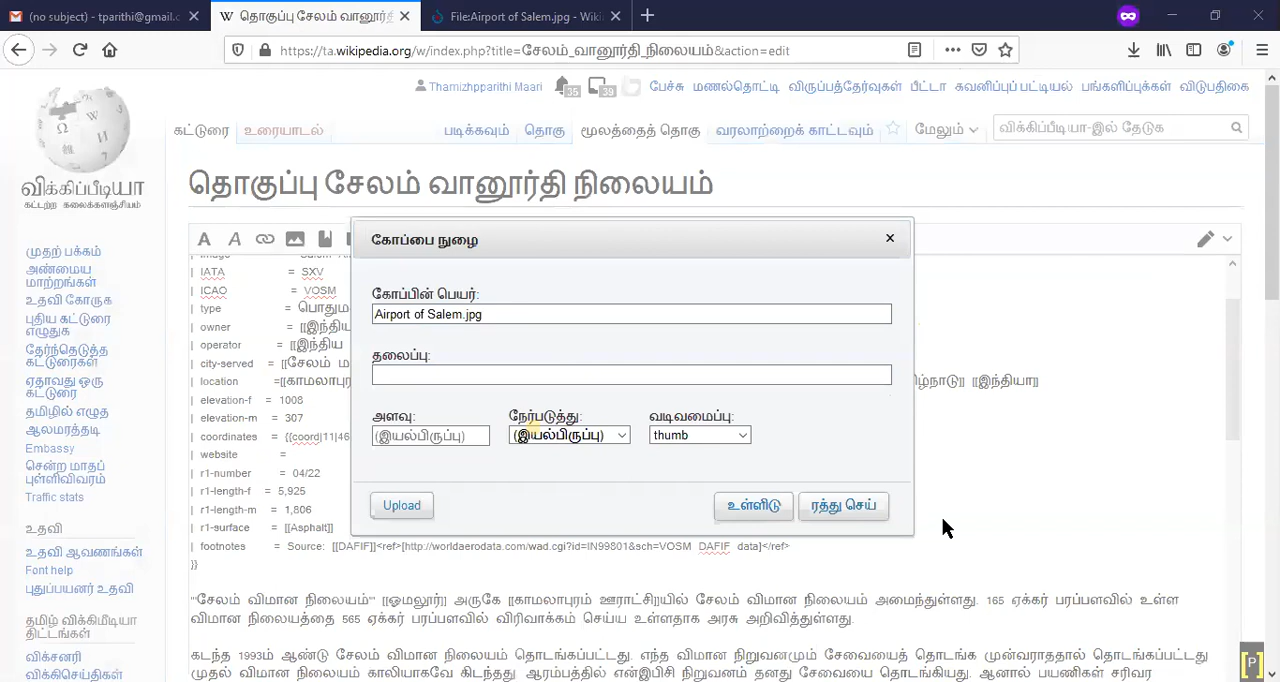 (no subject) - tparithi@gmail.c
தொகுப்பு சேலம் வானூர்தி
File:Airport of Salem.jpg - Wiki
https://ta.wikipedia.org/w/index.php?title=சேலம்_வானூர்தி_நிலையம்&action=edit
Thamizhpparithi Maari
35
39
பேச்சு மணல்தொட்டி விருப்பத்தேர்வுகள் பீட்டா கவனிப்புப் பட்டியல் பங்களிப்புக்கள் விடுபதிகை
கட்டுரை உரையாடல் படிக்கவும் தொகு மூலத்தைத் தொகு வரலாற்றைக் காட்டவும் மேலும்
விக்கிப்பீடியா-இல் தேடுக
விக்கிப்பீடியா
கட்டற்ற கலைக்களஞ்சியம்
முதற் பக்கம்
அண்மைய
மாற்றங்கள்
உதவி கோருக
புதிய கட்டுரை
எழுதுக
தேர்ந்தெடுத்த
கட்டுரைகள்
ஏதாவது ஒரு
கட்டுரை
தமிழில் எழுத
ஆலமரத்தடி
Embassy
சென்ற மாதப்
புள்ளிவிவரம்
Traffic stats
உதவி
உதவி ஆவணங்கள்
Font help
புதுப்பயனர் உதவி
தமிழ் விக்கிமீடியா
திட்டங்கள்
விக்சனரி
விக்கிசெய்திகள்
தொகுப்பு சேலம் வானூர்தி நிலையம்
| IATA = SXV
| ICAO = VOSM
| type = பொதும
| owner = [[இந்தி
| operator = [[இந்திய
| city-served = [[சேலம் ம
| location =[[காமலாபுர ழ்நாடு]] [[இந்தியா]]
| elevation-f = 1008
| elevation-m = 307
| coordinates = {{coord|11|46
| website =
| r1-number = 04/22
| r1-length-f = 5,925
| r1-length-m = 1,806
| r1-surface = [[Asphalt]]
| footnotes = Source: [[DAFIF]]<ref>[http://worldaerodata.com/wad.cgi?id=IN99801&sch=VOSM DAFIF data]</ref>
}}
'''சேலம் விமான நிலையம்''' [[ஓமலூர்]] அருகே [[காமலாபுரம் ஊராட்சி]]யில் சேலம் விமான நிலையம் அமைந்துள்ளது. 165 ஏக்கர் பரப்பளவில் உள்ள
விமான நிலையத்தை 565 ஏக்கர் பரப்பளவில் விரிவாக்கம் செய்ய உள்ளதாக அரசு அறிவித்துள்ளது.
கடந்த 1993ம் ஆண்டு சேலம் விமான நிலையம் தொடங்கப்பட்டது. எந்த விமான நிறுவனமும் சேவையைத் தொடங்க முன்வராததால் தொடங்கப்பட்டது
முதல் விமான நிலையம் காலியாகவே கிடந்தது. ஆரம்பத்தில் என்இபிசி நிறுவனம் தனது சேவையை தொடங்கியது. ஆனால் பயணிகள் சரிவர
கோப்பை நுழை
கோப்பின் பெயர்:
Airport of Salem.jpg
தலைப்பு:
அளவு: நேர்படுத்து: வடிவமைப்பு:
(இயல்பிருப்பு) (இயல்பிருப்பு) thumb
Upload உள்ளிடு ரத்து செய்
[P]